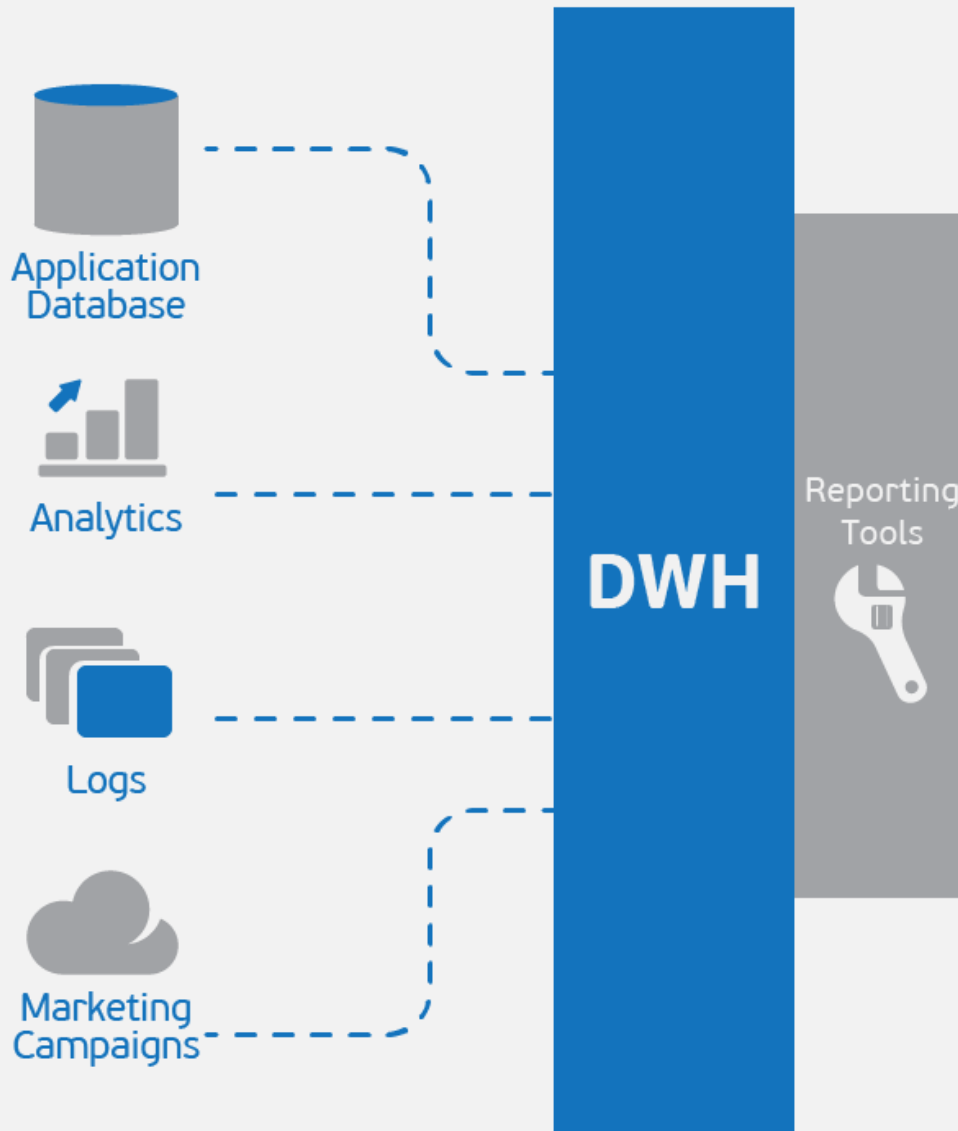 Application
Database
Analytics
Logs
Marketing
Campaigns
DWH
Reporting
Tools